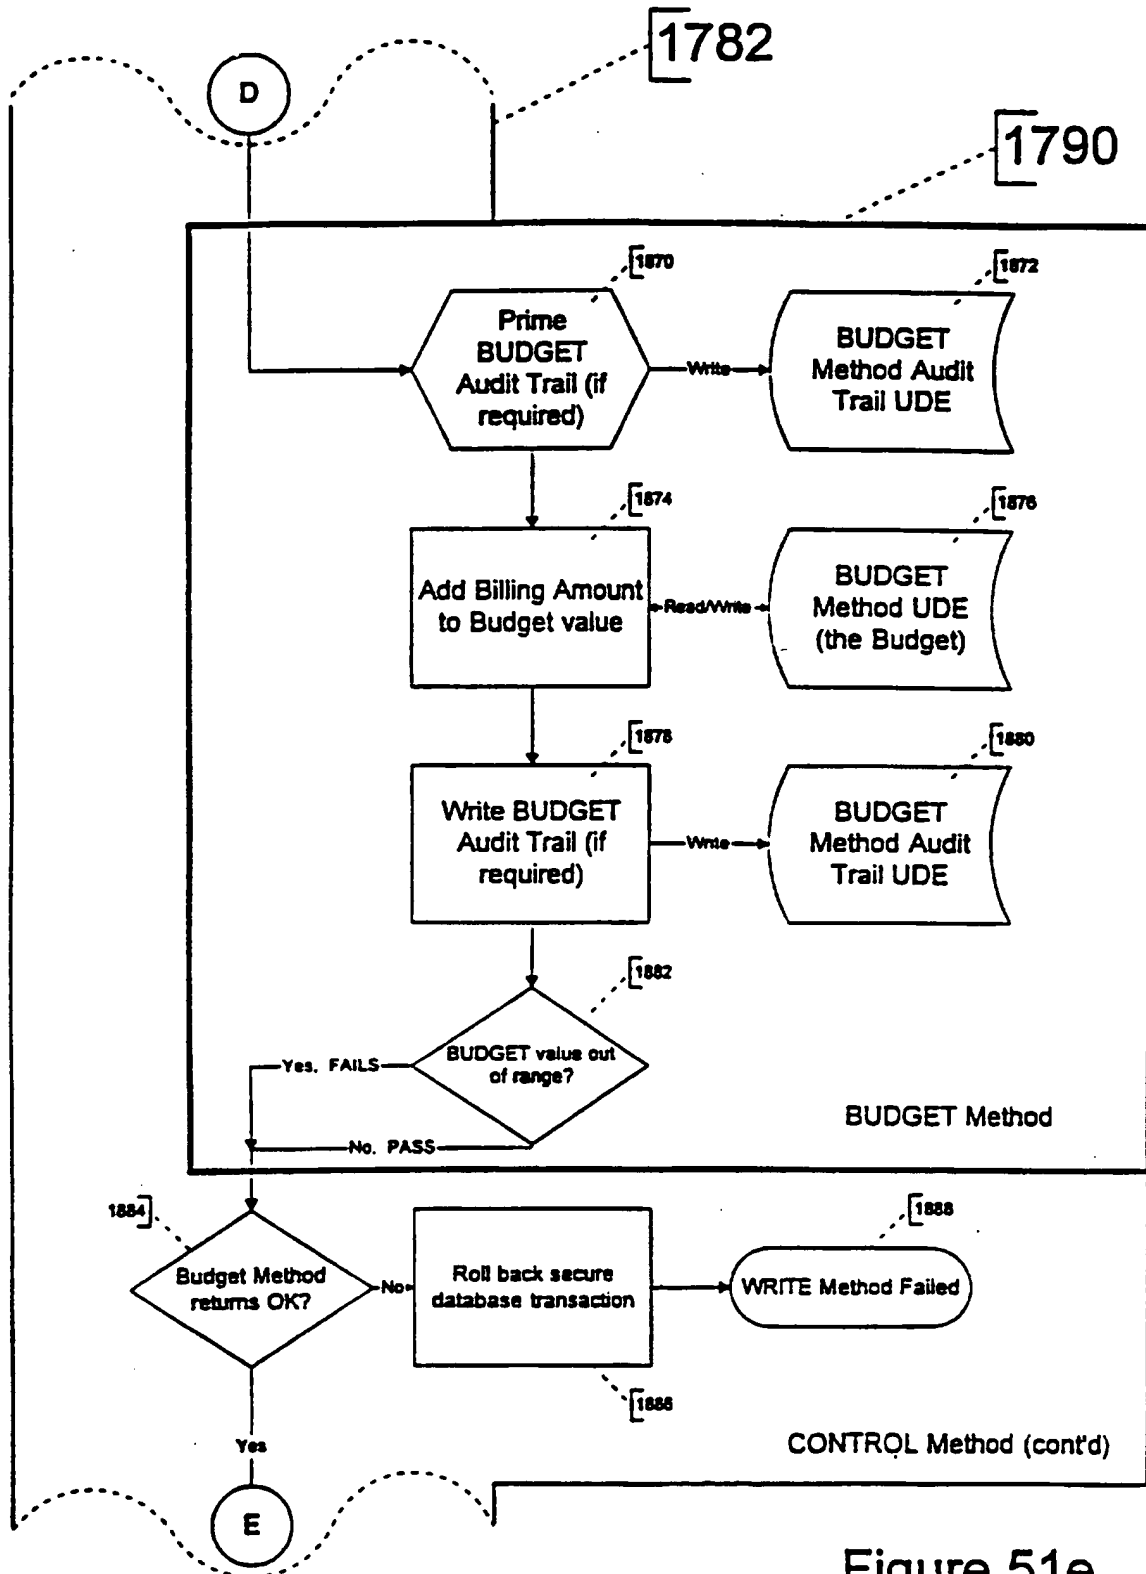 1782
D
1790
1870
1872
Prime
BUDGET
Audit Trail (if
required)
Write
BUDGET
Method Audit
Trail UDE
1874
1876
Add Billing Amount
to Budget value
Read/Write
BUDGET
Method UDE
(the Budget)
1878
1880
Write BUDGET
Audit Trail (if
required)
Write
BUDGET
Method Audit
Trail UDE
1882
BUDGET value out
of range?
Yes, FAILS
No, PASS
BUDGET Method
1884
1888
Budget Method
returns OK?
No
Roll back secure
database transaction
WRITE Method Failed
1886
Yes
CONTROL Method (cont'd)
E
Figure 51e